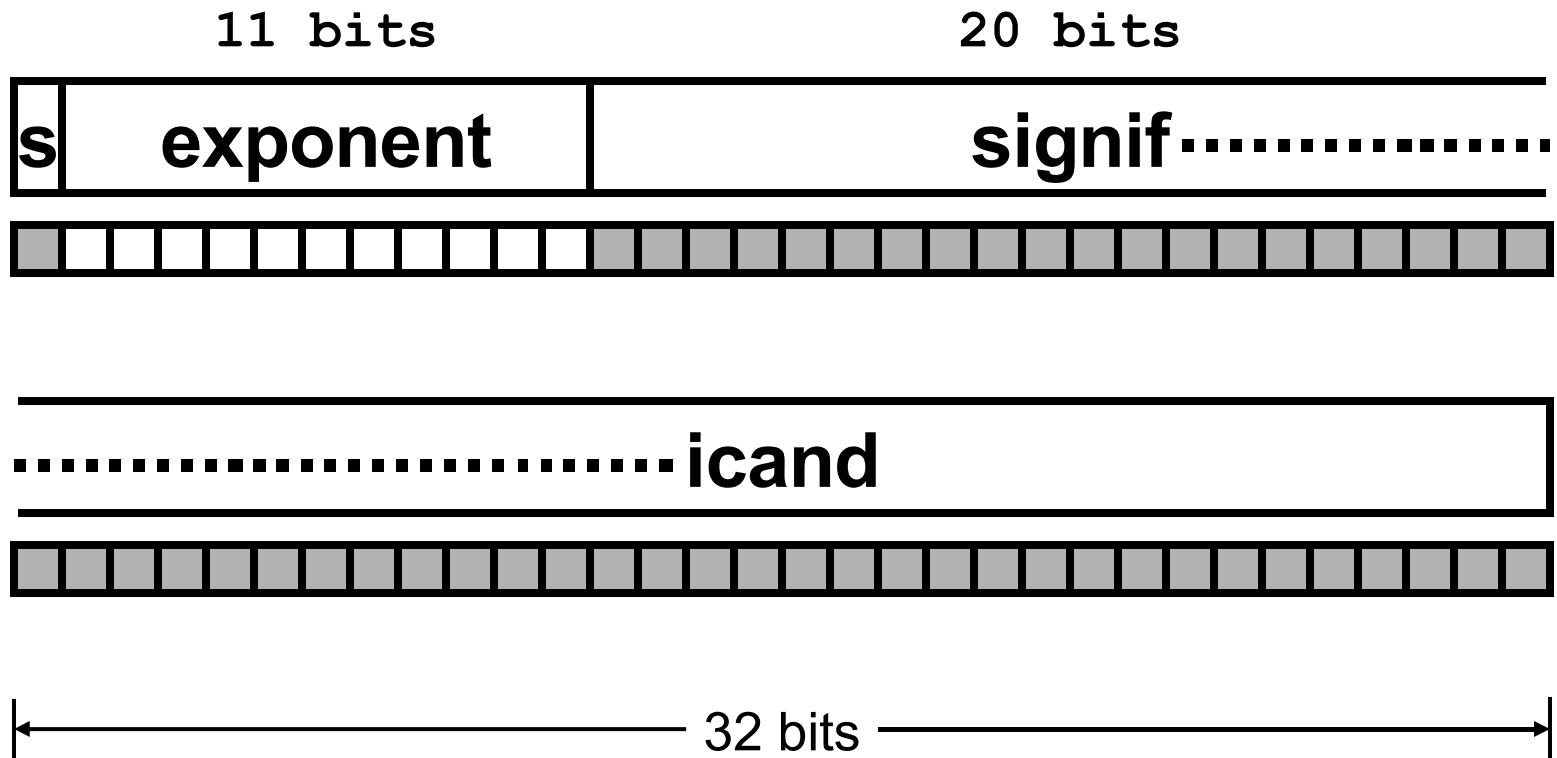 11 bits 20 bits
s exponent signif
icand
32 bits